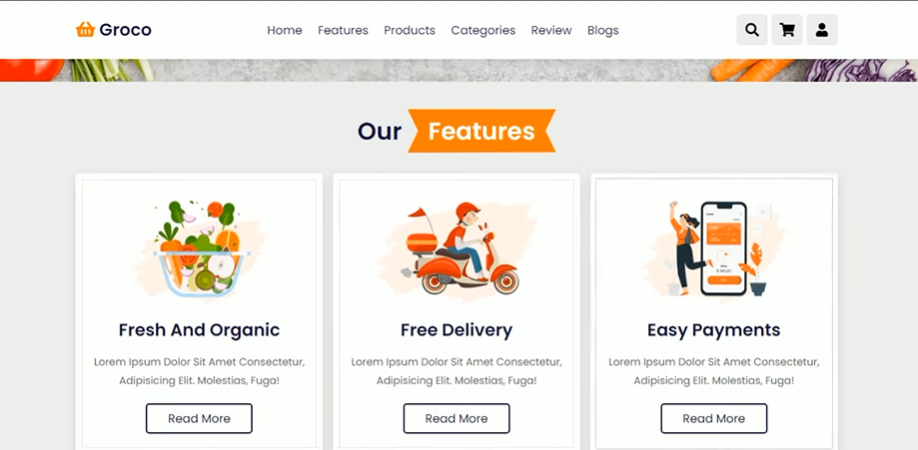 Groco
Home Features Products Categories Review Blogs
Our Features
Fresh And Organic
Lorem Ipsum Dolor Sit Amet Consectetur,
Adipisicing Elit. Molestias, Fuga!
Read More
Free Delivery
Lorem Ipsum Dolor Sit Amet Consectetur,
Adipisicing Elit. Molestias, Fuga!
Read More
Easy Payments
Lorem Ipsum Dolor Sit Amet Consectetur,
Adipisicing Elit. Molestias, Fuga!
Read More